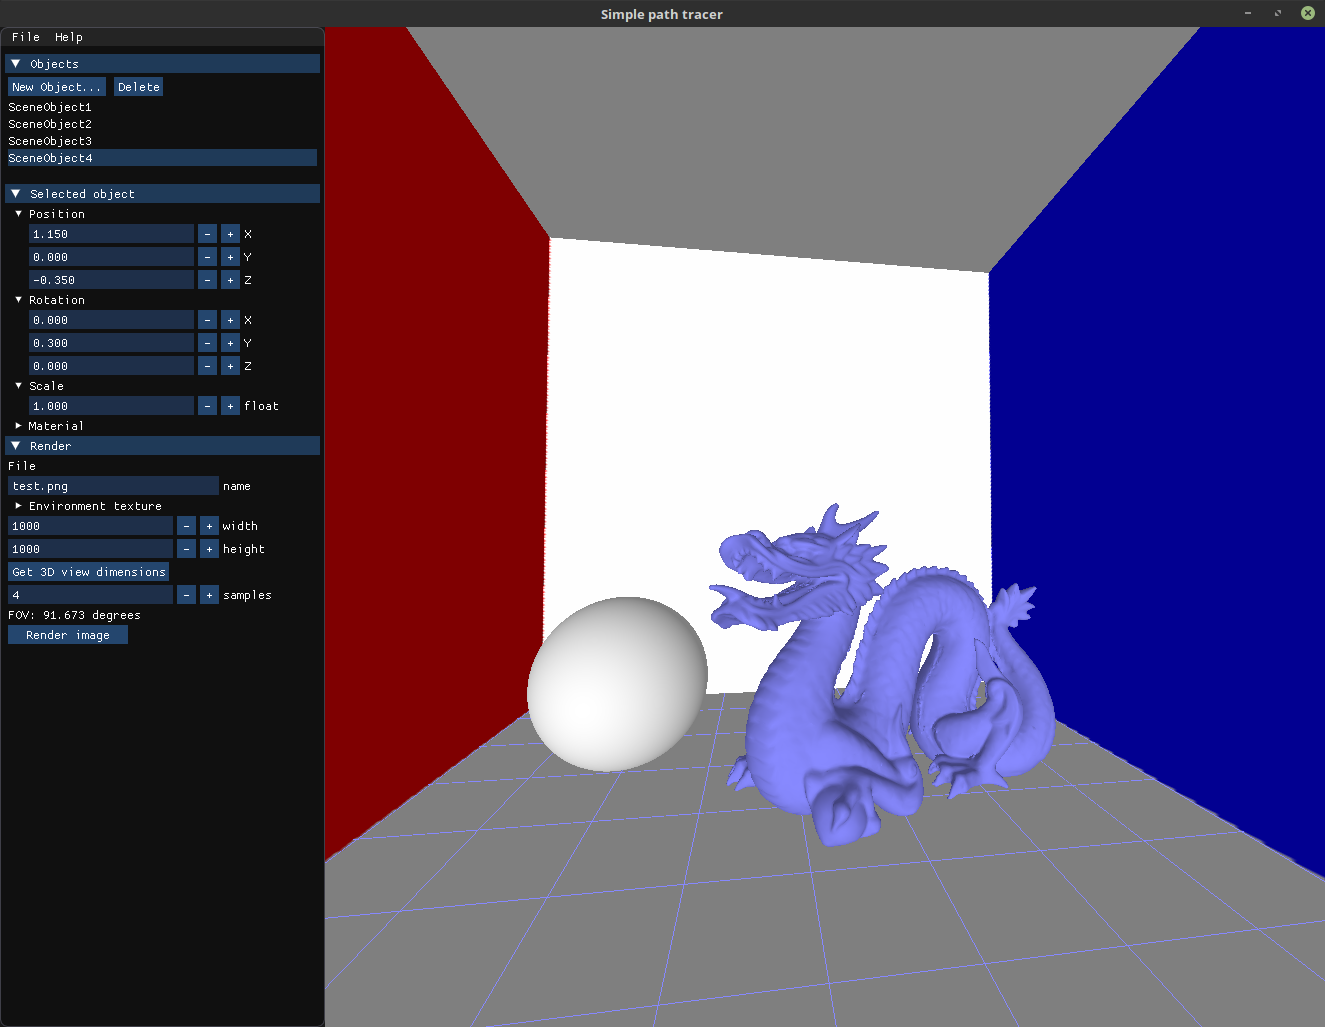 Simple path tracer
File Help
Objects
New Object... Delete
SceneObject1
SceneObject2
SceneObject3
SceneObject4
Selected object
Position
1.150 - + X
0.000 - + Y
-0.350 - + Z
Rotation
0.000 - + X
0.300 - + Y
0.000 - + Z
Scale
1.000 - + float
Material
Render
File
test.png name
Environment texture
1000 - + width
1000 - + height
Get 3D view dimensions
4 - + samples
FOV: 91.673 degrees
Render image